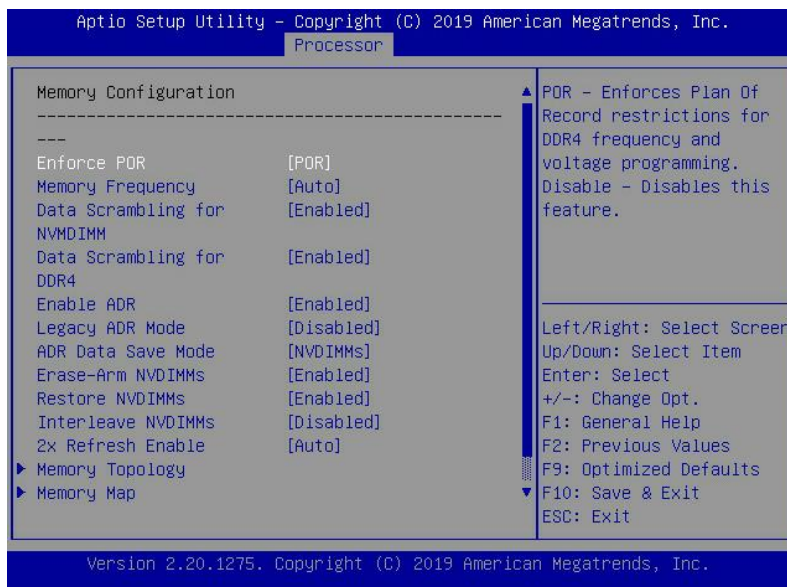 Aptio Setup Utility – Copyright (C) 2019 American Megatrends, Inc.
Processor
Memory Configuration
-----------------------------------------------
---
Enforce POR [POR]
Memory Frequency [Auto]
Data Scrambling for [Enabled]
NVMDIMM
Data Scrambling for [Enabled]
DDR4
Enable ADR [Enabled]
Legacy ADR Mode [Disabled]
ADR Data Save Mode [NVDIMMs]
Erase-Arm NVDIMMs [Enabled]
Restore NVDIMMs [Enabled]
Interleave NVDIMMs [Disabled]
2x Refresh Enable [Auto]
Memory Topology
Memory Map
POR – Enforces Plan Of
Record restrictions for
DDR4 frequency and
voltage programming.
Disable – Disables this
feature.
Left/Right: Select Screen
Up/Down: Select Item
Enter: Select
+/-: Change Opt.
F1: General Help
F2: Previous Values
F9: Optimized Defaults
F10: Save & Exit
ESC: Exit
Version 2.20.1275. Copyright (C) 2019 American Megatrends, Inc.